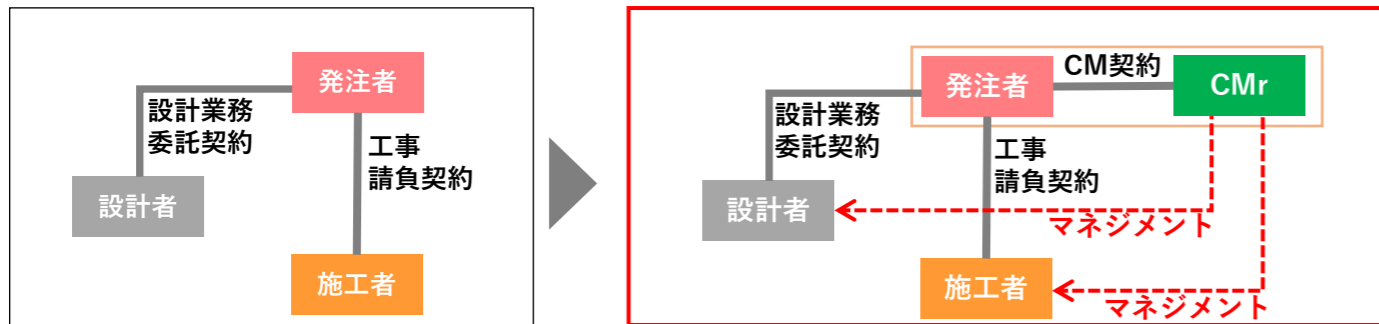 発注者
設計業務
委託契約
工事
請負契約
設計者
施工者
発注者
CM契約
CMr
設計業務
委託契約
工事
請負契約
設計者
マネジメント
施工者
マネジメント